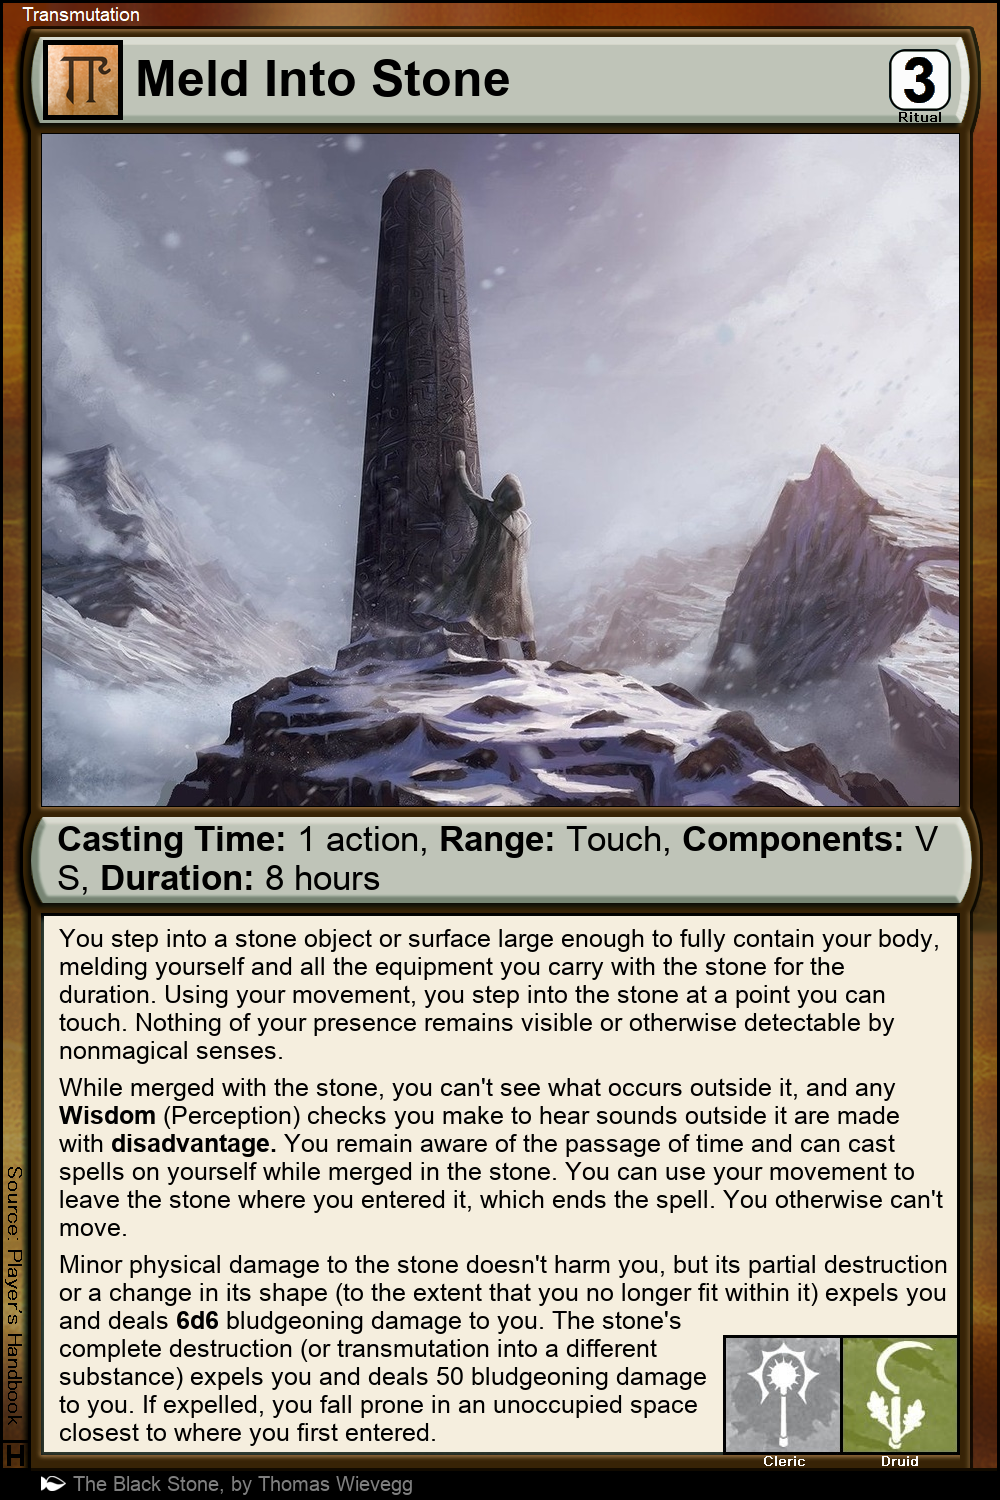 Transmutation
Meld Into Stone
3
Ritual
Casting Time: 1 action, Range: Touch, Components: V
S, Duration: 8 hours
You step into a stone object or surface large enough to fully contain your body,
melding yourself and all the equipment you carry with the stone for the
duration. Using your movement, you step into the stone at a point you can
touch. Nothing of your presence remains visible or otherwise detectable by
nonmagical senses.
While merged with the stone, you can't see what occurs outside it, and any
Wisdom (Perception) checks you make to hear sounds outside it are made
with disadvantage. You remain aware of the passage of time and can cast
spells on yourself while merged in the stone. You can use your movement to
leave the stone where you entered it, which ends the spell. You otherwise can't
move.
Minor physical damage to the stone doesn't harm you, but its partial destruction
or a change in its shape (to the extent that you no longer fit within it) expels you
and deals 6d6 bludgeoning damage to you. The stone's
complete destruction (or transmutation into a different
substance) expels you and deals 50 bludgeoning damage
to you. If expelled, you fall prone in an unoccupied space
closest to where you first entered.
Cleric
Druid
Source: Player's Handbook
H
The Black Stone, by Thomas Wievegg